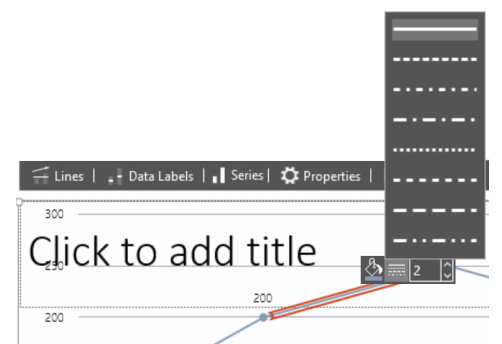 Lines | Data Labels | Series | Properties |
300
Click to add title
250
2
200
200